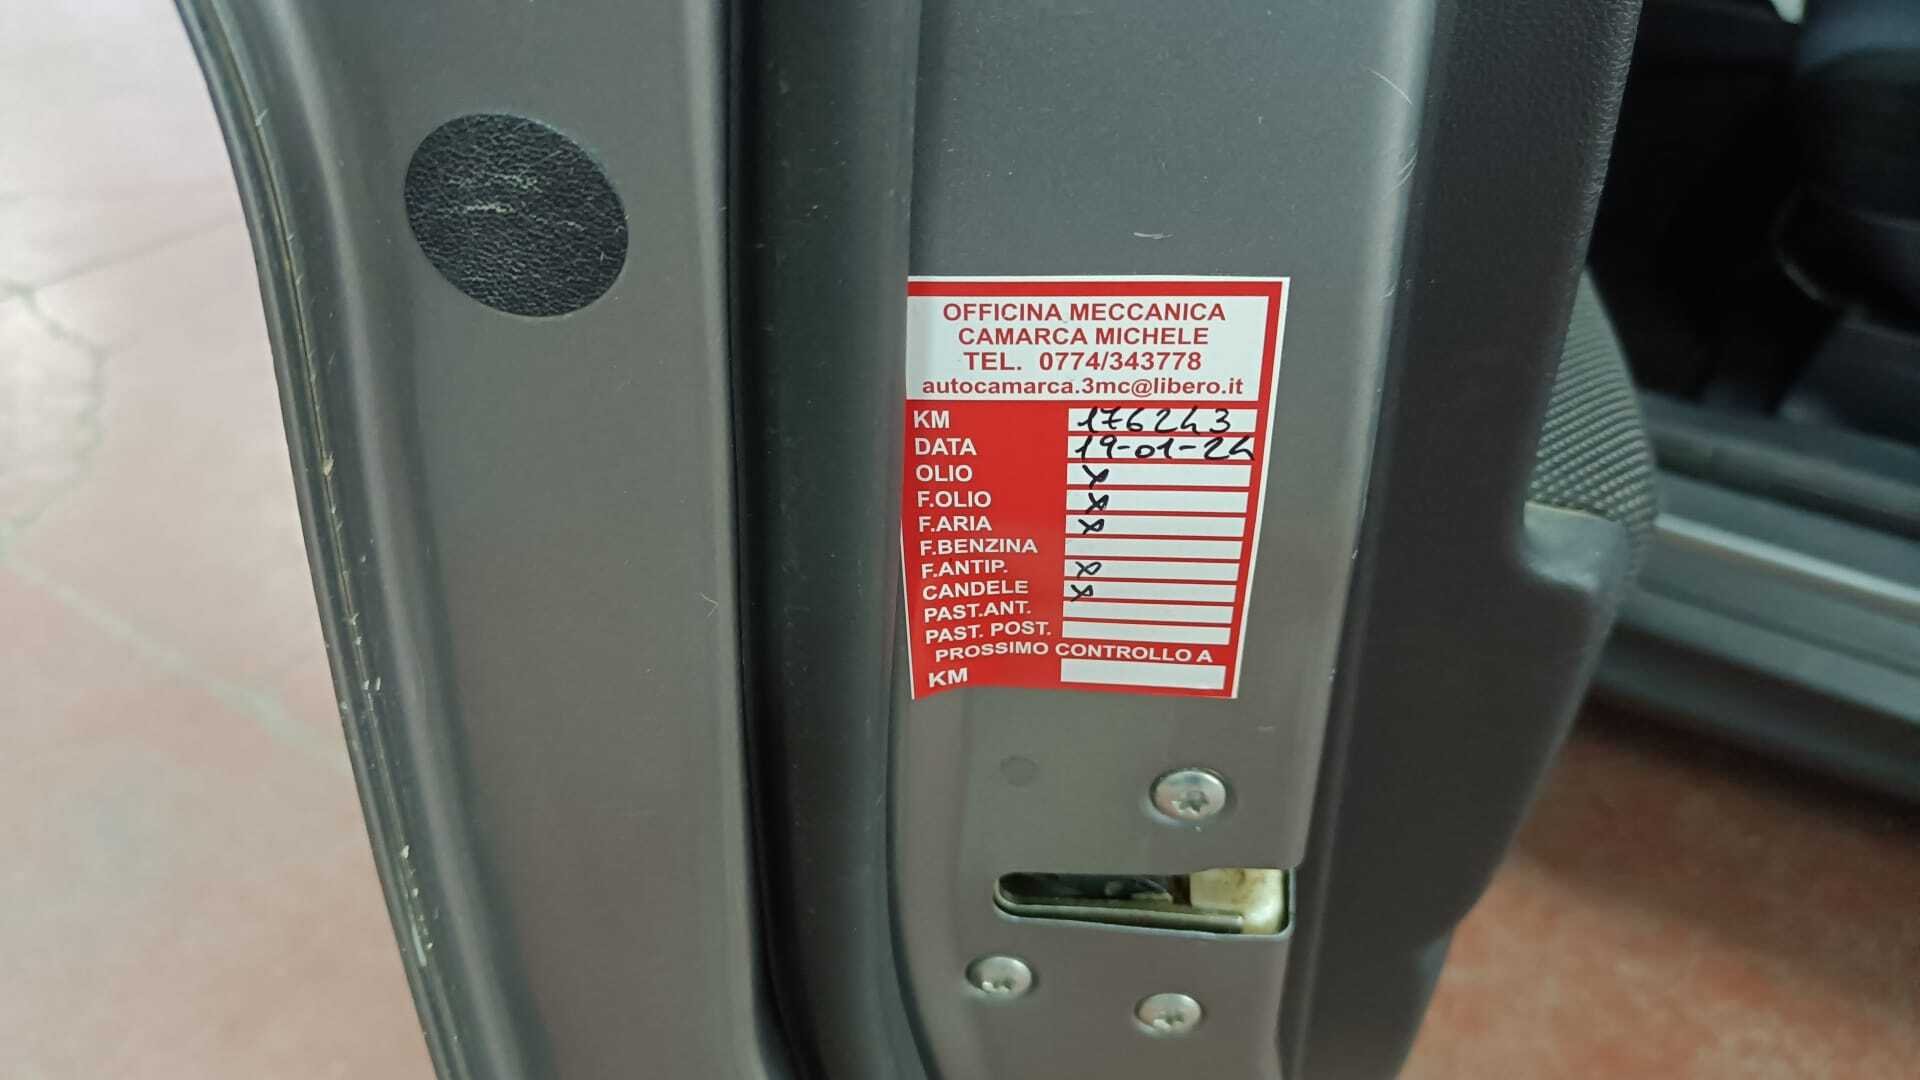 OFFICINA MECCANICA
CAMARCA MICHELE
TEL. 0774/343778
autocamarca.3mc@libero.it
KM 176243
DATA 19-01-24
OLIO x
F.OLIO x
F.ARIA x
F.BENZINA
F.ANTIP. x
CANDELE x
PAST.ANT.
PAST. POST.
PROSSIMO CONTROLLO A
KM